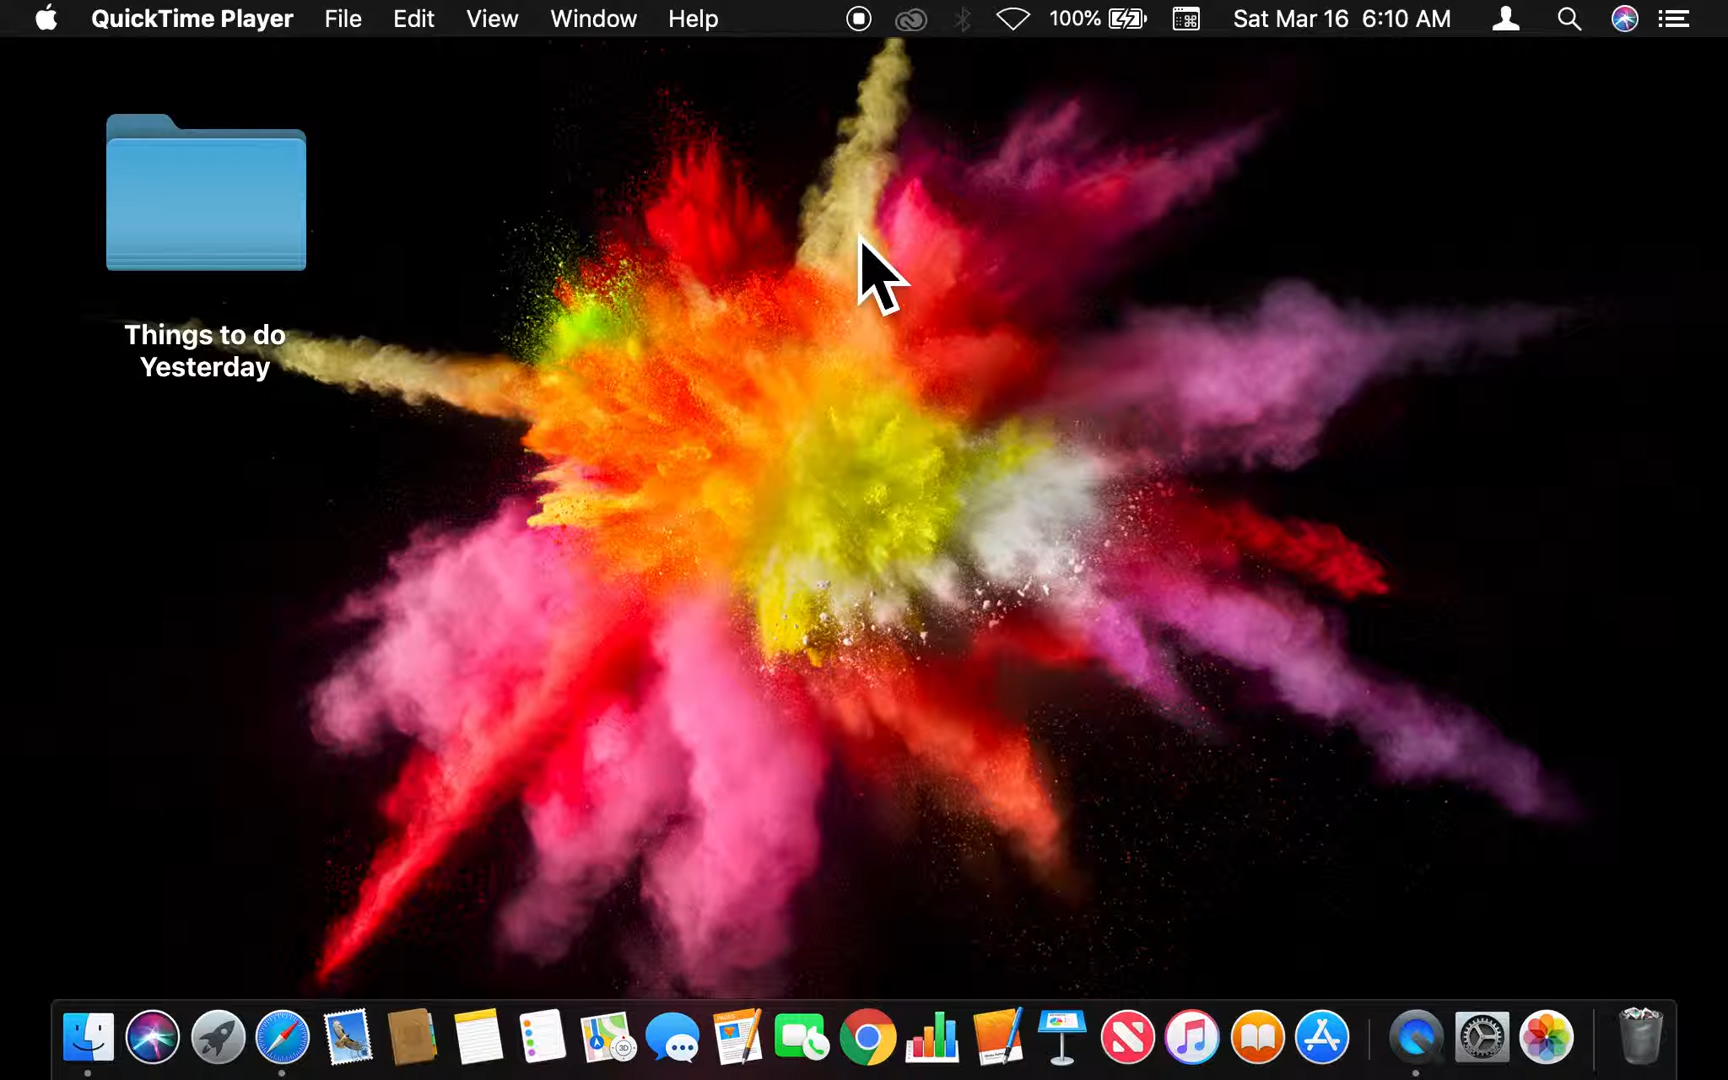 QuickTime Player File Edit View Window Help 100% Sat Mar 16 6:10 AM
Things to do
Yesterday